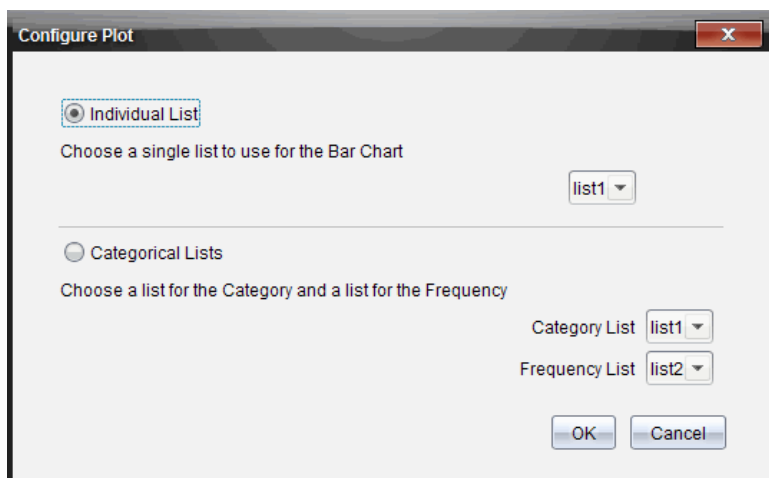 Configure Plot
Individual List
Choose a single list to use for the Bar Chart
list1
Categorical Lists
Choose a list for the Category and a list for the Frequency
Category List list1
Frequency List list2
OK Cancel